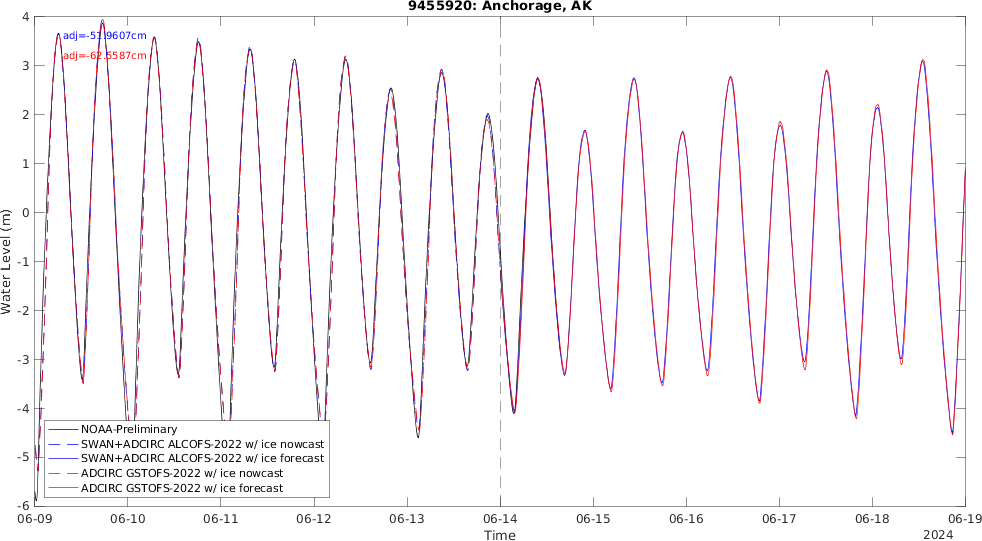 9455920: Anchorage, AK
adj=-51.9607cm
adj=-62.5587cm
4
3
2
1
0
-1
-2
-3
-4
-5
-6
Water Level (m)
NOAA-Preliminary
SWAN+ADCIRC ALCOFS-2022 w/ ice nowcast
SWAN+ADCIRC ALCOFS-2022 w/ ice forecast
ADCIRC GSTOFS-2022 w/ ice nowcast
ADCIRC GSTOFS-2022 w/ ice forecast
06-09 06-10 06-11 06-12 06-13 06-14 06-15 06-16 06-17 06-18 06-19
Time
2024